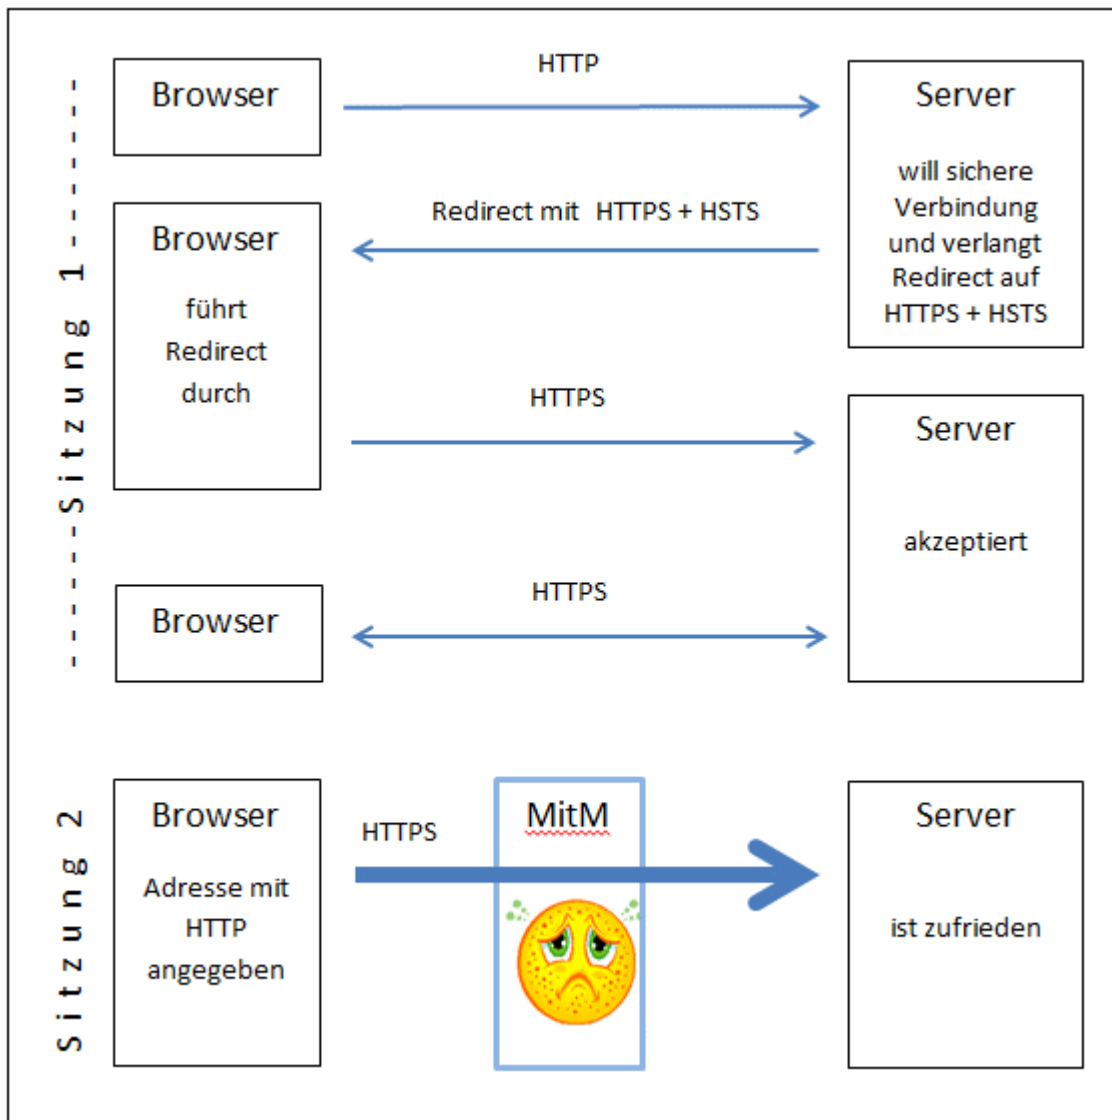 Sitzung 1
Browser
HTTP
Server
will sichere
Verbindung
und verlangt
Redirect auf
HTTPS + HSTS
Redirect mit HTTPS + HSTS
Browser
führt
Redirect
durch
HTTPS
Server
akzeptiert
Browser
HTTPS
Sitzung 2
Browser
Adresse mit
HTTP
angegeben
HTTPS
MitM
Server
ist zufrieden